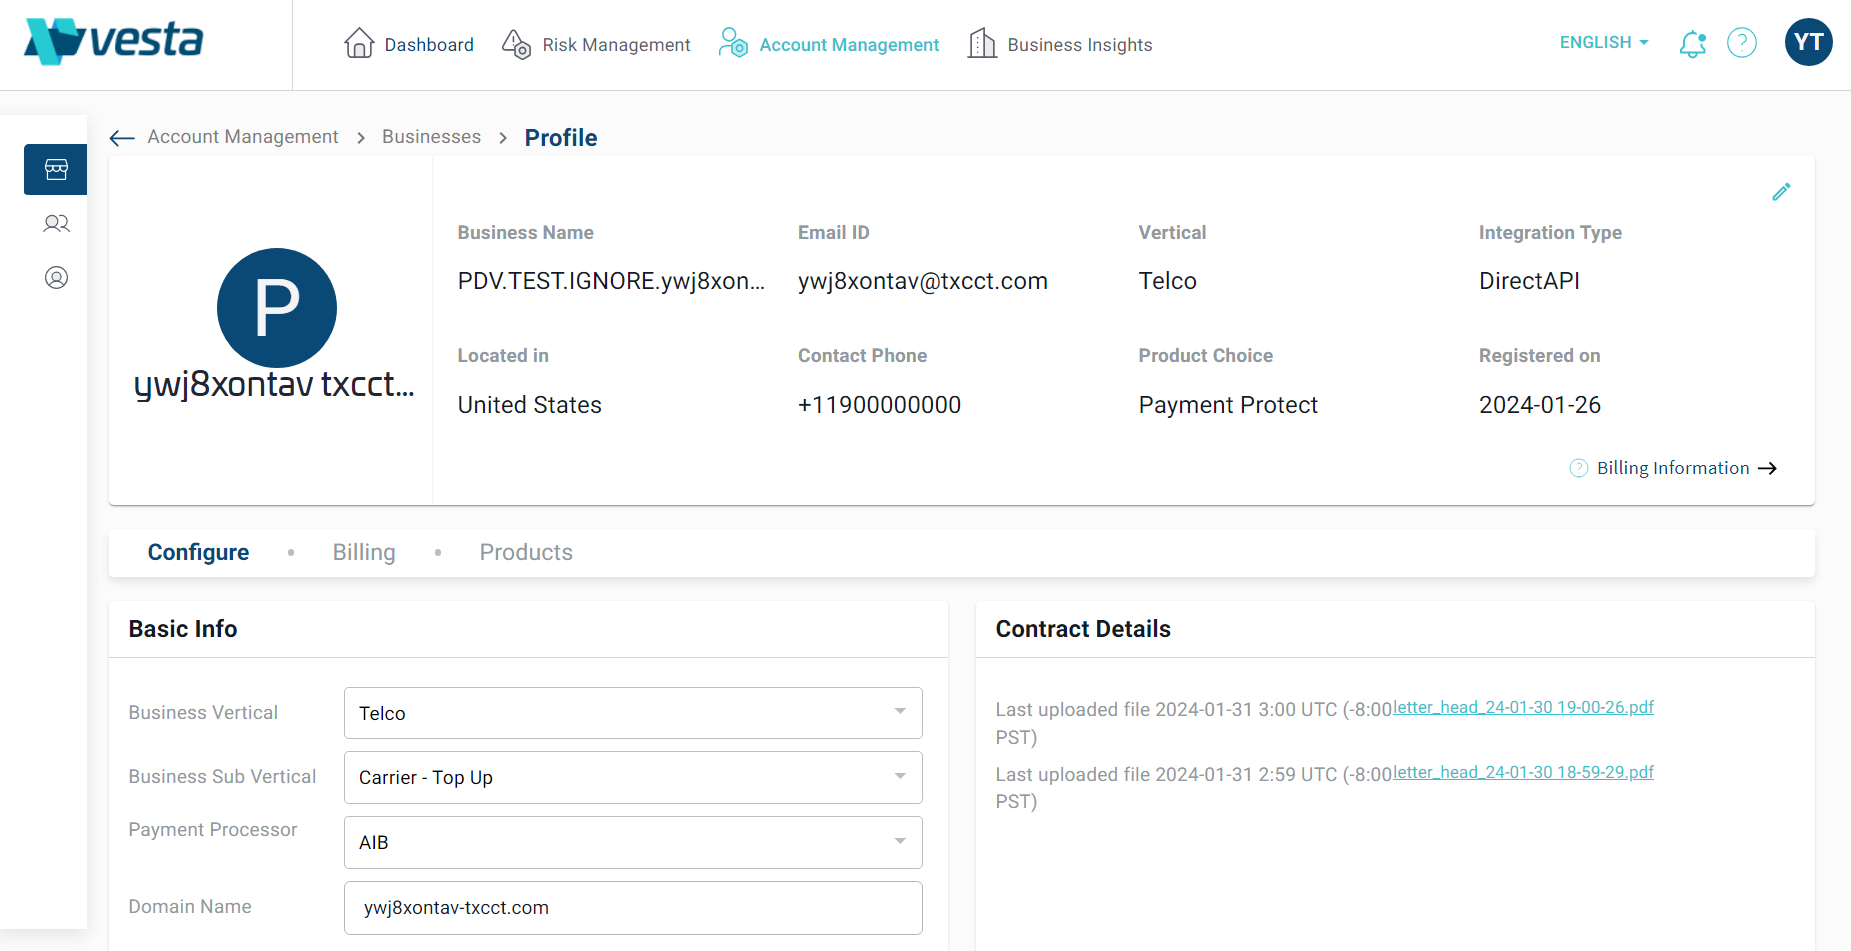 vesta
Dashboard
Risk Management
Account Management
Business Insights
ENGLISH
?
YT
Account Management > Businesses > Profile
P
ywj8xontav txcct...
Business Name
PDV.TEST.IGNORE.ywj8xon...
Email ID
ywj8xontav@txcct.com
Vertical
Telco
Integration Type
DirectAPI
Located in
United States
Contact Phone
+11900000000
Product Choice
Payment Protect
Registered on
2024-01-26
? Billing Information →
Configure • Billing • Products
Basic Info
Business Vertical
Telco
Business Sub Vertical
Carrier - Top Up
Payment Processor
AIB
Domain Name
ywj8xontav-txcct.com
Contract Details
Last uploaded file 2024-01-31 3:00 UTC (-8:00 letter_head_24-01-30 19-00-26.pdf
PST)
Last uploaded file 2024-01-31 2:59 UTC (-8:00 letter_head_24-01-30 18-59-29.pdf
PST)